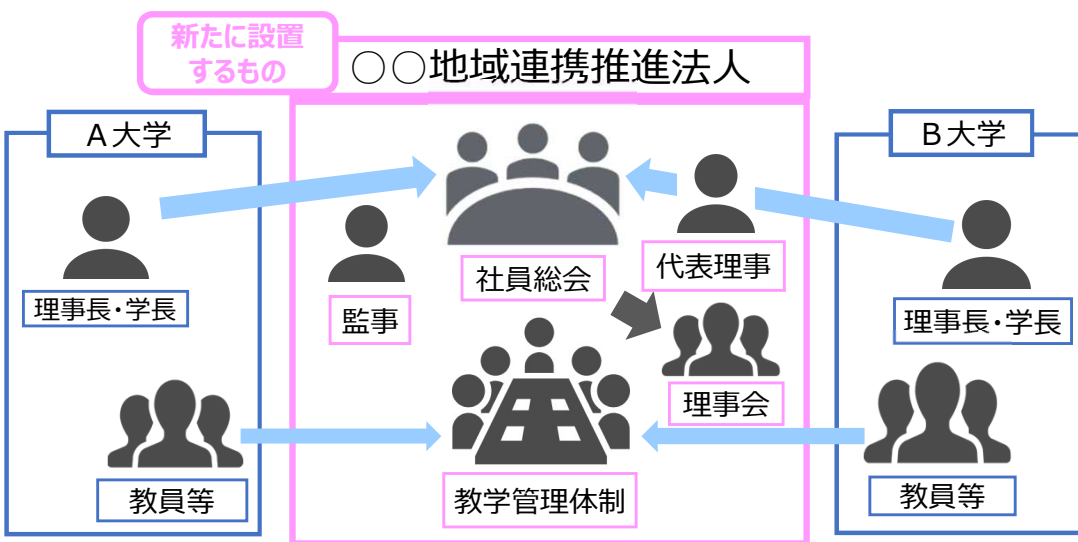 新たに設置
するもの
○○地域連携推進法人
A大学
B大学
社員総会
代表理事
理事長・学長
監事
理事長・学長
理事会
教員等
教学管理体制
教員等